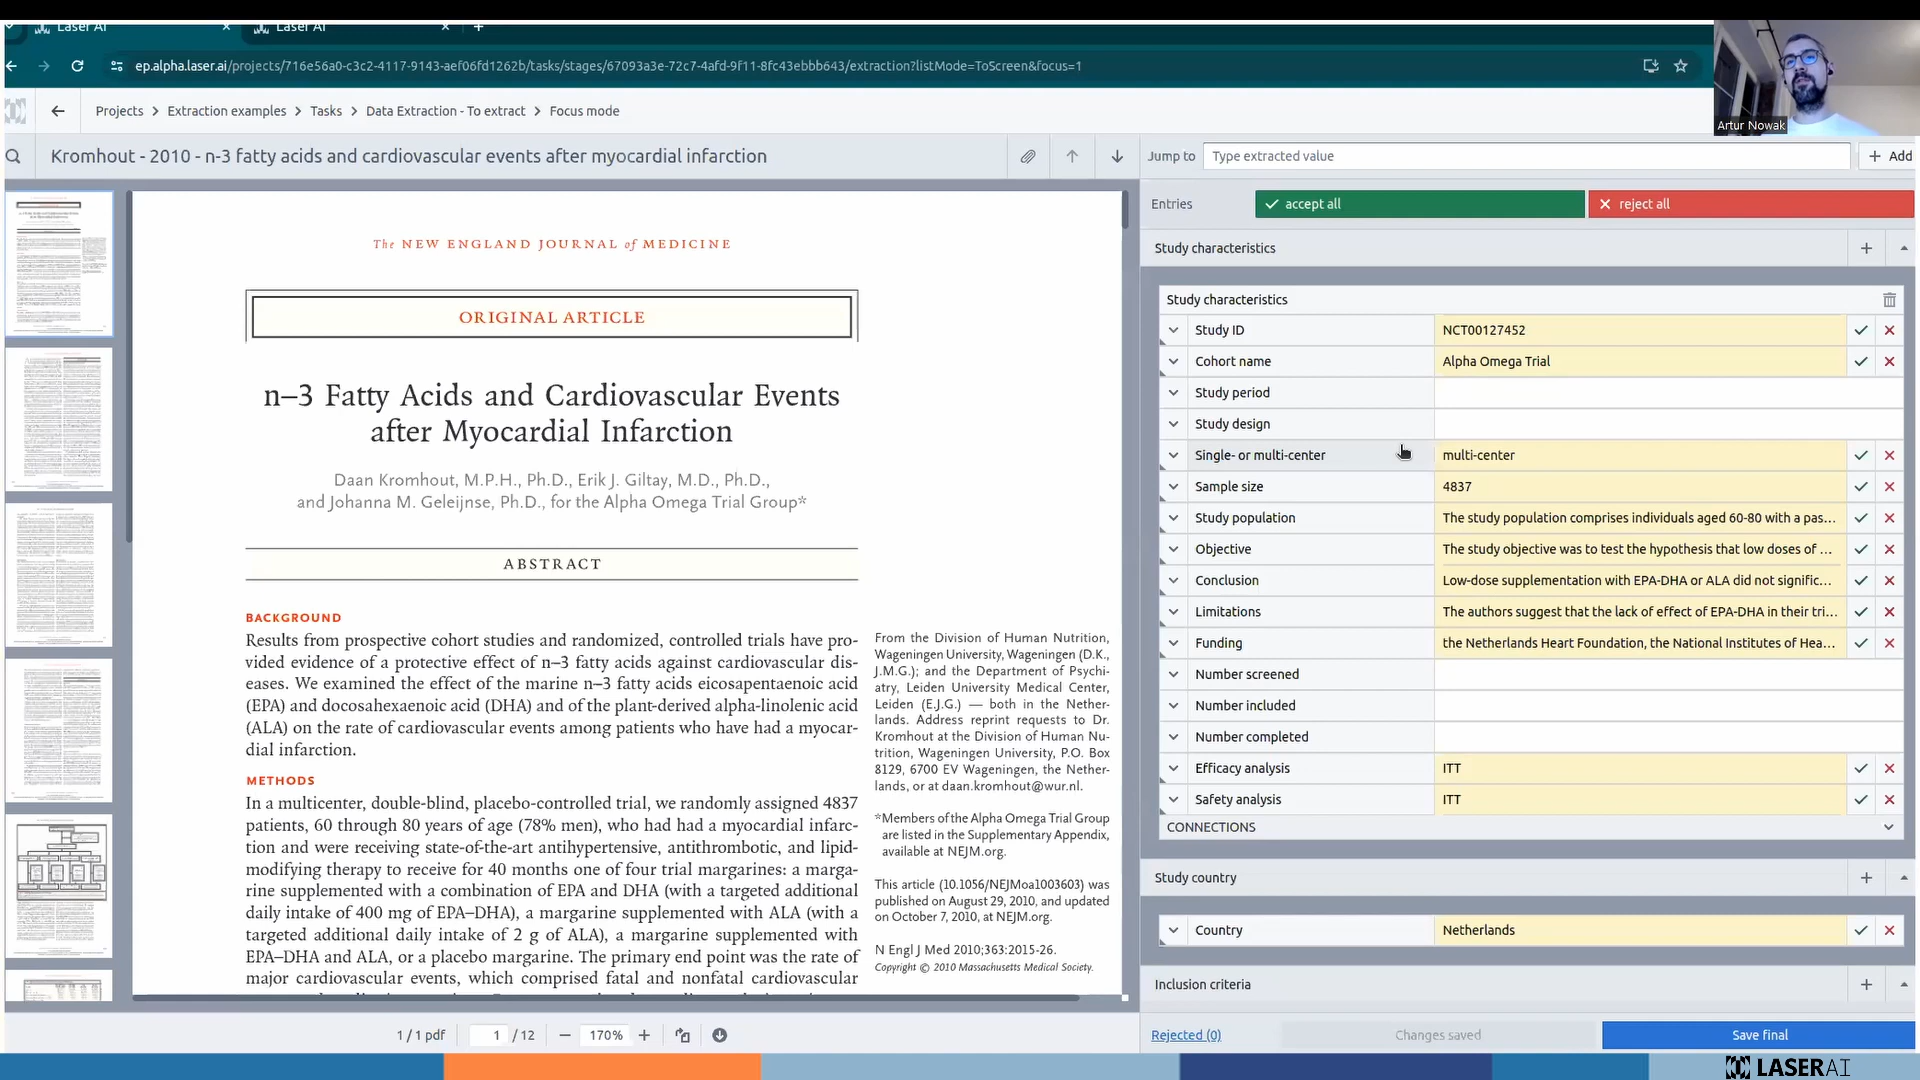 Laser AI
Laser AI
ep.alpha.laser.ai/projects/716e56a0-c3c2-4117-9143-aef06fd1262b/tasks/stages/67093a3e-72c7-4afd-9f11-8fc43ebbb643/extraction?listMode=ToScreen&focus=1
Artur Nowak
Projects > Extraction examples > Tasks > Data Extraction - To extract > Focus mode
Kromhout - 2010 - n-3 fatty acids and cardiovascular events after myocardial infarction
Jump to Type extracted value + Add
Entries accept all reject all
Study characteristics
Study characteristics
Study ID NCT00127452
Cohort name Alpha Omega Trial
Study period
Study design
Single- or multi-center multi-center
Sample size 4837
Study population The study population comprises individuals aged 60-80 with a pas...
Objective The study objective was to test the hypothesis that low doses of ...
Conclusion Low-dose supplementation with EPA-DHA or ALA did not signific...
Limitations The authors suggest that the lack of effect of EPA-DHA in their tri...
Funding the Netherlands Heart Foundation, the National Institutes of Hea...
Number screened
Number included
Number completed
Efficacy analysis ITT
Safety analysis ITT
CONNECTIONS
Study country
Country Netherlands
Inclusion criteria
Rejected (0) Changes saved Save final
The NEW ENGLAND JOURNAL of MEDICINE
ORIGINAL ARTICLE
n–3 Fatty Acids and Cardiovascular Events
after Myocardial Infarction
Daan Kromhout, M.P.H., Ph.D., Erik J. Giltay, M.D., Ph.D.,
and Johanna M. Geleijnse, Ph.D., for the Alpha Omega Trial Group*
ABSTRACT
BACKGROUND
Results from prospective cohort studies and randomized, controlled trials have pro-
vided evidence of a protective effect of n–3 fatty acids against cardiovascular dis-
eases. We examined the effect of the marine n–3 fatty acids eicosapentaenoic acid
(EPA) and docosahexaenoic acid (DHA) and of the plant-derived alpha-linolenic acid
(ALA) on the rate of cardiovascular events among patients who have had a myocar-
dial infarction.
METHODS
In a multicenter, double-blind, placebo-controlled trial, we randomly assigned 4837
patients, 60 through 80 years of age (78% men), who had had a myocardial infarc-
tion and were receiving state-of-the-art antihypertensive, antithrombotic, and lipid-
modifying therapy to receive for 40 months one of four trial margarines: a marga-
rine supplemented with a combination of EPA and DHA (with a targeted additional
daily intake of 400 mg of EPA–DHA), a margarine supplemented with ALA (with a
targeted additional daily intake of 2 g of ALA), a margarine supplemented with
EPA–DHA and ALA, or a placebo margarine. The primary end point was the rate of
major cardiovascular events, which comprised fatal and nonfatal cardiovascular
From the Division of Human Nutrition,
Wageningen University, Wageningen (D.K.,
J.M.G.); and the Department of Psychi-
atry, Leiden University Medical Center,
Leiden (E.J.G.) — both in the Nether-
lands. Address reprint requests to Dr.
Kromhout at the Division of Human Nu-
trition, Wageningen University, P.O. Box
8129, 6700 EV Wageningen, the Nether-
lands, or at daan.kromhout@wur.nl.
*Members of the Alpha Omega Trial Group
are listed in the Supplementary Appendix,
available at NEJM.org.
This article (10.1056/NEJMoa1003603) was
published on August 29, 2010, and updated
on October 7, 2010, at NEJM.org.
N Engl J Med 2010;363:2015-26.
Copyright © 2010 Massachusetts Medical Society.
1 / 1 pdf 1 / 12 170%
LASERAI